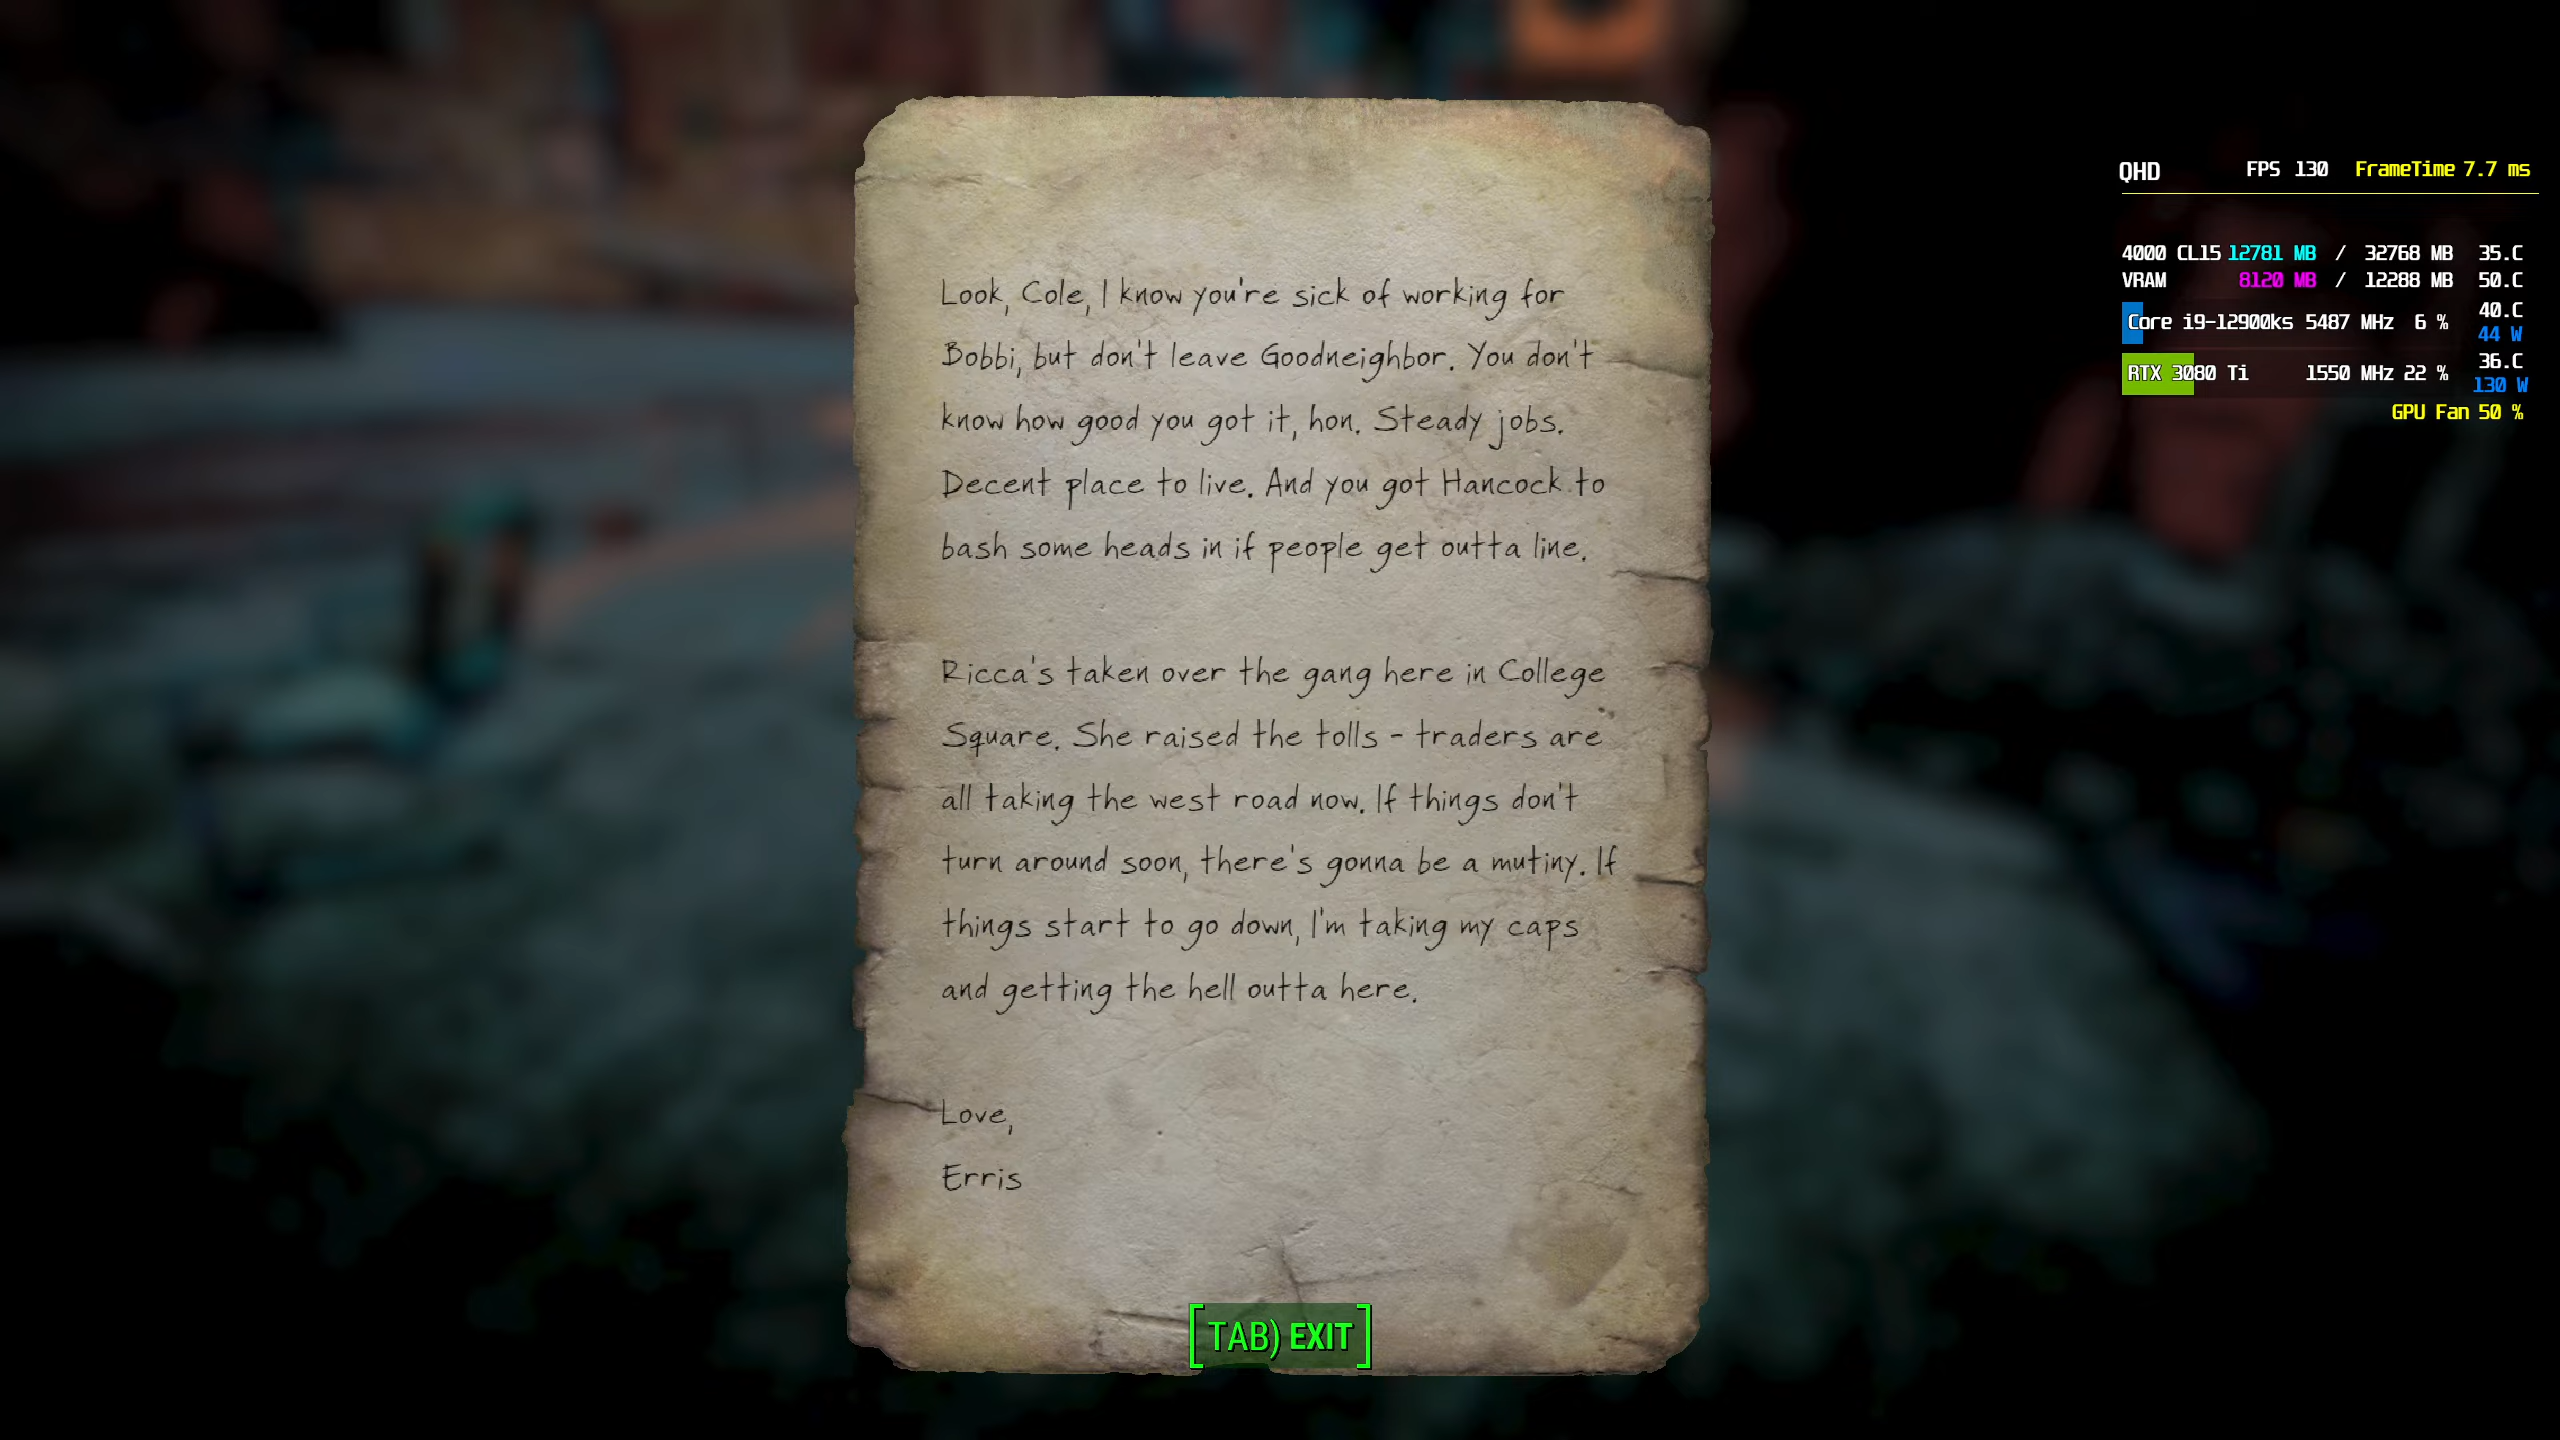 Look, Cole, I know you're sick of working for
Bobbi, but don't leave Goodneighbor. You don't
know how good you got it, hon. Steady jobs.
Decent place to live. And you got Hancock to
bash some heads in if people get outta line.
Ricca's taken over the gang here in College
Square. She raised the tolls - traders are
all taking the west road now. If things don't
turn around soon, there's gonna be a mutiny. If
things start to go down, I'm taking my caps
and getting the hell outta here.
Love,
Erris
TAB) EXIT
QHD FPS 130 FrameTime 7.7 ms
4000 CL15 12781 MB / 32768 MB 35.C
VRAM 8120 MB / 12288 MB 50.C
Core i9-12900ks 5487 MHz 6 % 40.C
44 W
RTX 3080 Ti 1550 MHz 22 % 36.C
130 W
GPU Fan 50 %